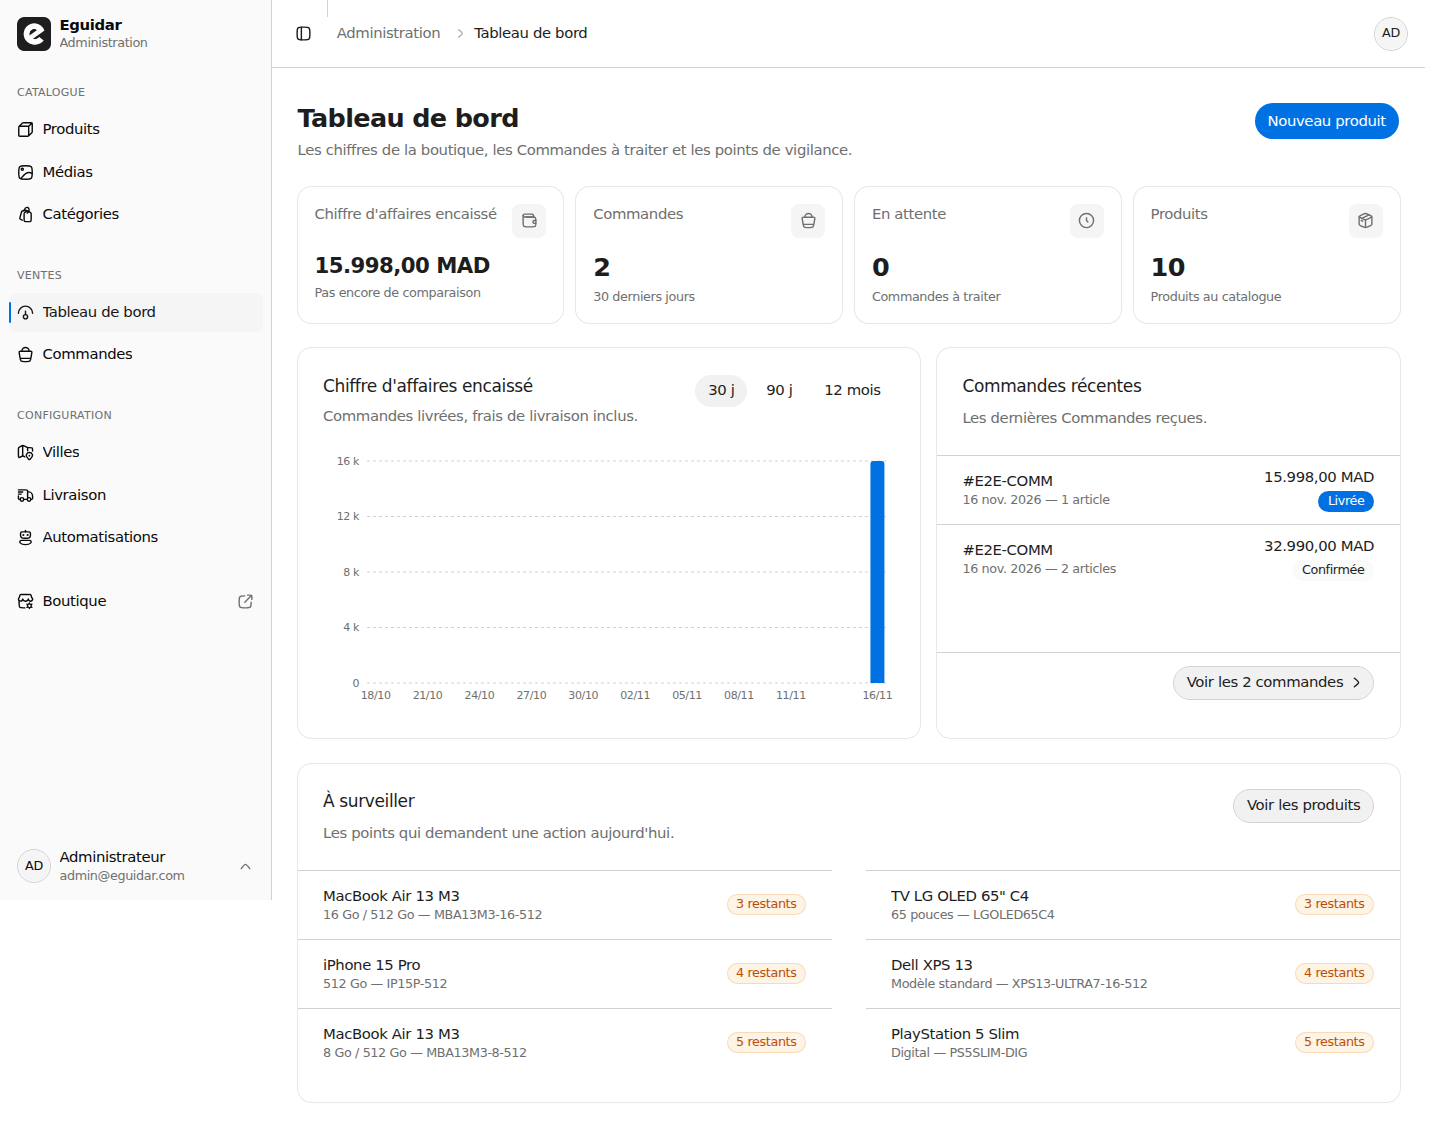 Eguidar
Administration
CATALOGUE
Produits
Médias
Catégories
VENTES
Tableau de bord
Commandes
CONFIGURATION
Villes
Livraison
Automatisations
Boutique
AD
Administrateur
admin@eguidar.com
Administration
Tableau de bord
AD
Tableau de bord
Les chiffres de la boutique, les Commandes à traiter et les points de vigilance.
Nouveau produit
Chiffre d'affaires encaissé
15.998,00 MAD
Pas encore de comparaison
Commandes
2
30 derniers jours
En attente
0
Commandes à traiter
Produits
10
Produits au catalogue
Chiffre d'affaires encaissé
Commandes livrées, frais de livraison inclus.
30 j
90 j
12 mois
16 k
12 k
8 k
4 k
0
18/10 21/10 24/10 27/10 30/10 02/11 05/11 08/11 11/11 16/11
Commandes récentes
Les dernières Commandes reçues.
#E2E-COMM
16 nov. 2026 — 1 article
15.998,00 MAD
Livrée
#E2E-COMM
16 nov. 2026 — 2 articles
32.990,00 MAD
Confirmée
Voir les 2 commandes
À surveiller
Les points qui demandent une action aujourd'hui.
Voir les produits
MacBook Air 13 M3
16 Go / 512 Go — MBA13M3-16-512
3 restants
TV LG OLED 65" C4
65 pouces — LGOLED65C4
3 restants
iPhone 15 Pro
512 Go — IP15P-512
4 restants
Dell XPS 13
Modèle standard — XPS13-ULTRA7-16-512
4 restants
MacBook Air 13 M3
8 Go / 512 Go — MBA13M3-8-512
5 restants
PlayStation 5 Slim
Digital — PS5SLIM-DIG
5 restants